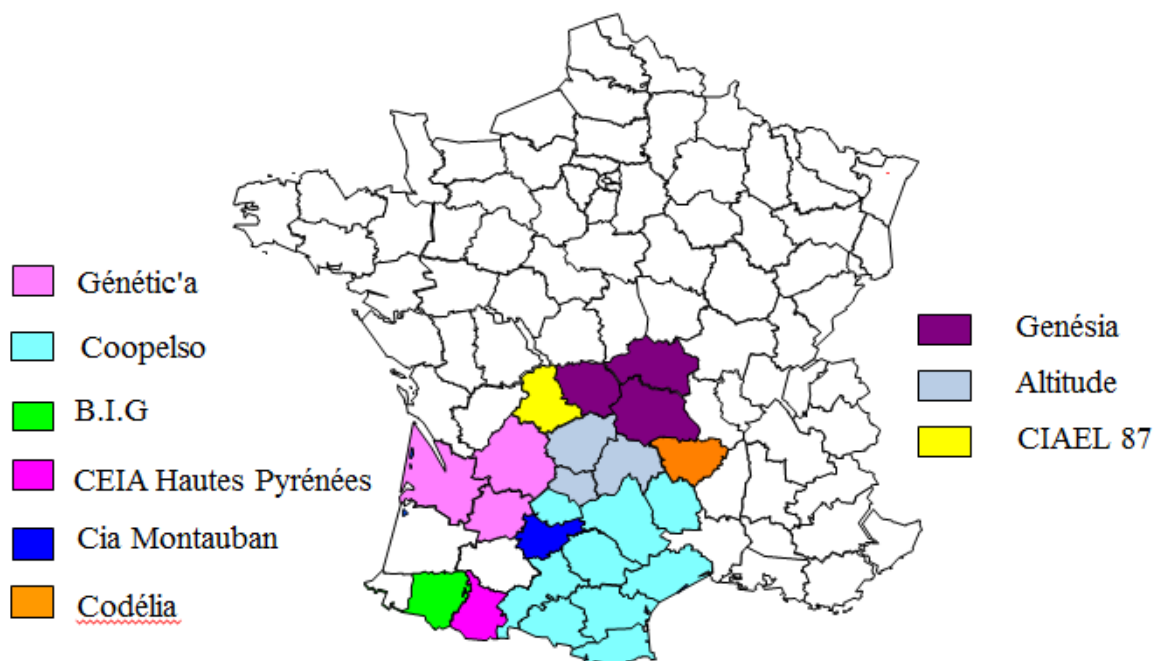 Génétic'a
Coopelso
B.I.G
CEIA Hautes Pyrénées
Cia Montauban
Codélia
Genésia
Altitude
CIAEL 87